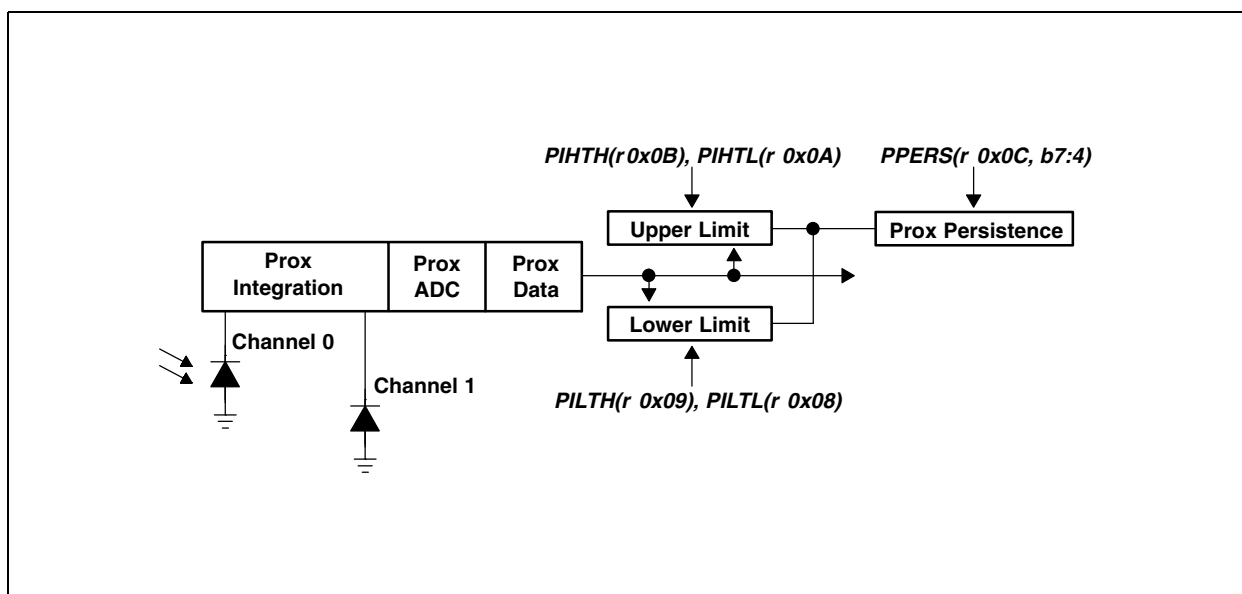 PIHTH(r 0x0B), PIHTL(r 0x0A)
PPERS(r 0x0C, b7:4)
Upper Limit
Prox Persistence
Prox
Integration
Prox
ADC
Prox
Data
Lower Limit
Channel 0
Channel 1
PILTH(r 0x09), PILTL(r 0x08)